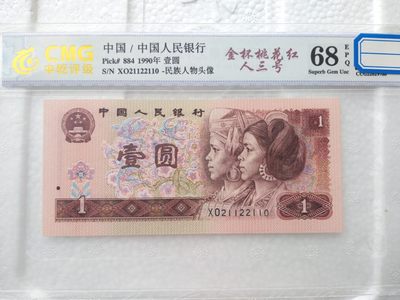 CMG
中乾评级
中国 / 中国人民银行
Pick# 884 1990年 壹圆
S/N XO21122110 -民族人物头像
金杯桃花红
人三号
68
EPQ
Superb Gem Unc
中国人民银行
1
壹圆
XO21122110
1
1